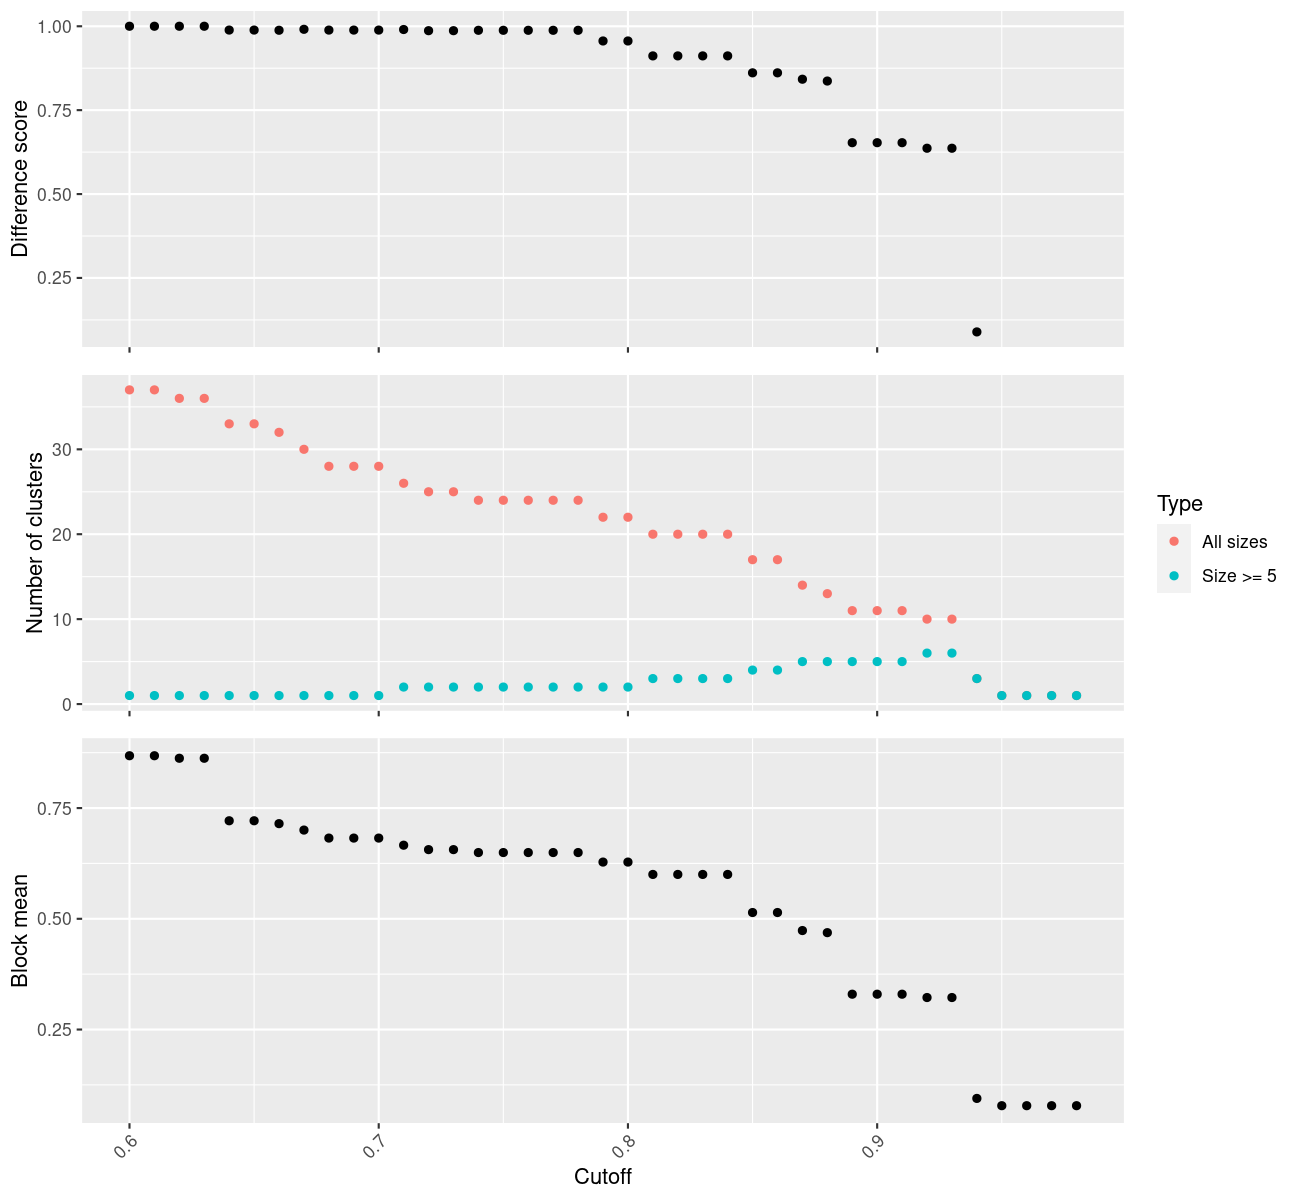 Difference score
1.00
0.75
0.50
0.25
Number of clusters
30
20
10
0
Type
All sizes
Size >= 5
Block mean
0.75
0.50
0.25
0.6
0.7
0.8
0.9
Cutoff